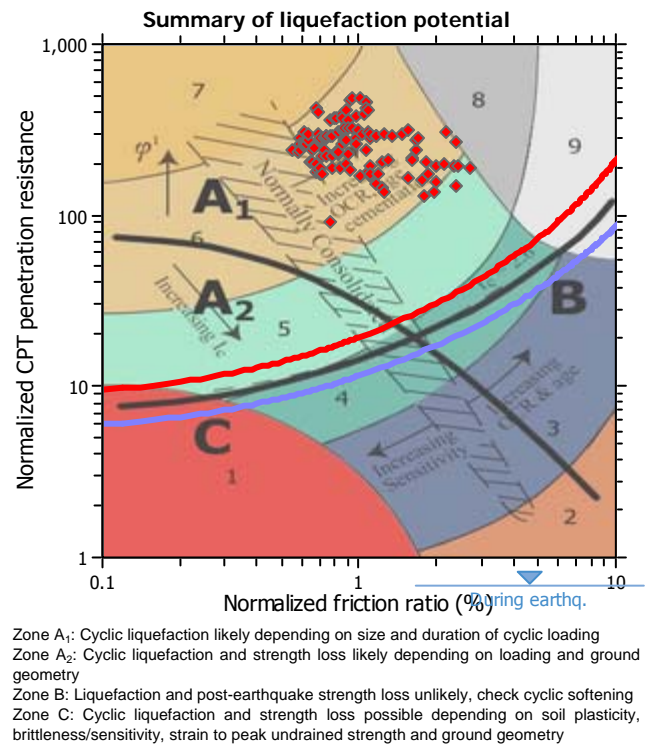 Summary of liquefaction potential
1,000
100
10
1
0.1
1
10
Normalized CPT penetration resistance
Normalized friction ratio (%)
During earthq.
7
8
9
φ'
A1
6
A2
5
B
4
C
3
1
2
Increasing
OCR, age
cementation
Normally Consolidated
Increasing Ic
Increasing
OCR & age
Increasing
Sensitivity
Zone A1: Cyclic liquefaction likely depending on size and duration of cyclic loading
Zone A2: Cyclic liquefaction and strength loss likely depending on loading and ground
geometry
Zone B: Liquefaction and post-earthquake strength loss unlikely, check cyclic softening
Zone C: Cyclic liquefaction and strength loss possible depending on soil plasticity,
brittleness/sensitivity, strain to peak undrained strength and ground geometry